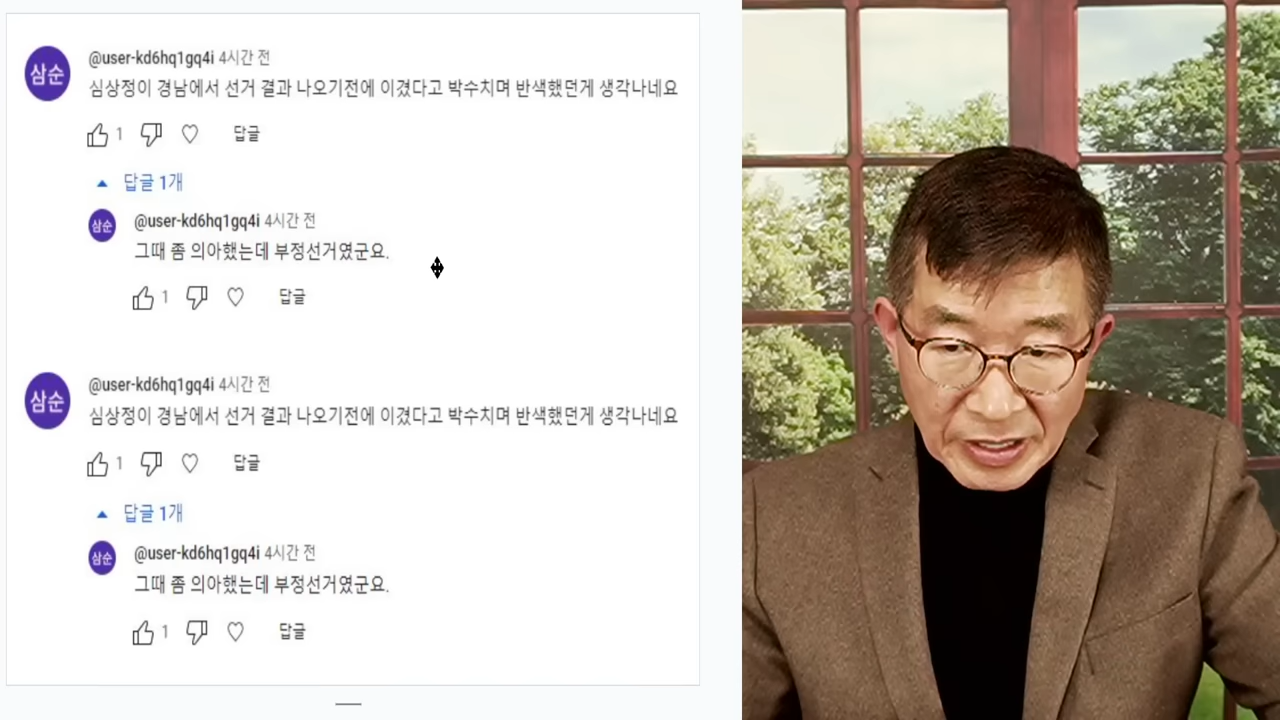 삼순
@user-kd6hq1gq4i 4시간 전
심상정이 경남에서 선거 결과 나오기전에 이겼다고 박수치며 반색했던게 생각나네요
1 답글
답글 1개
삼순
@user-kd6hq1gq4i 4시간 전
그때 좀 의아했는데 부정선거였군요.
1 답글
삼순
@user-kd6hq1gq4i 4시간 전
심상정이 경남에서 선거 결과 나오기전에 이겼다고 박수치며 반색했던게 생각나네요
1 답글
답글 1개
삼순
@user-kd6hq1gq4i 4시간 전
그때 좀 의아했는데 부정선거였군요.
1 답글